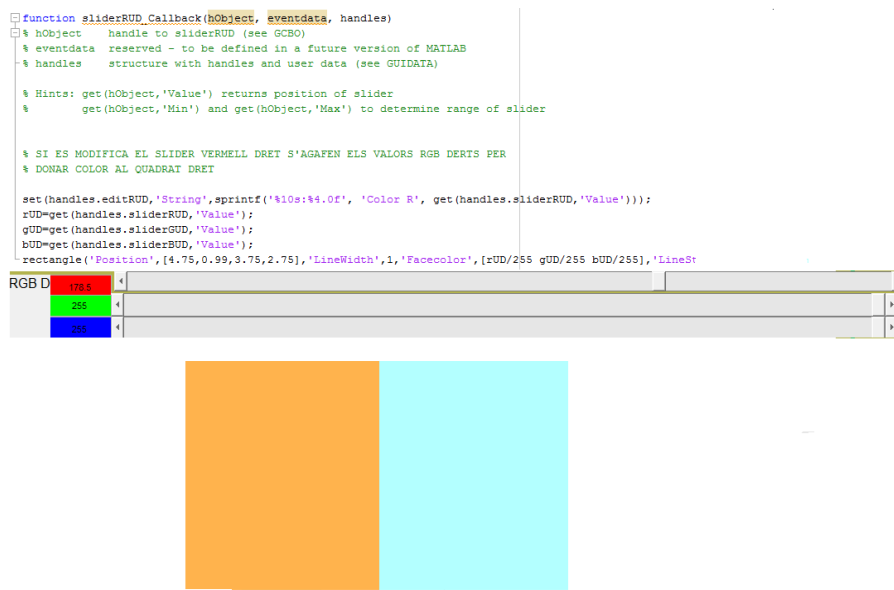 function sliderRUD_Callback(hObject, eventdata, handles)
% hObject    handle to sliderRUD (see GCBO)
% eventdata  reserved - to be defined in a future version of MATLAB
% handles    structure with handles and user data (see GUIDATA)
% Hints: get(hObject,'Value') returns position of slider
%        get(hObject,'Min') and get(hObject,'Max') to determine range of slider
% SI ES MODIFICA EL SLIDER VERMELL DRET S'AGAFEN ELS VALORS RGB DERTS PER
% DONAR COLOR AL QUADRAT DRET
set(handles.editRUD,'String',sprintf('%10s:%4.0f', 'Color R', get(handles.sliderRUD,'Value')));
rUD=get(handles.sliderRUD,'Value');
gUD=get(handles.sliderGUD,'Value');
bUD=get(handles.sliderBUD,'Value');
rectangle('Position',[4.75,0.99,3.75,2.75],'LineWidth',1,'Facecolor',[rUD/255 gUD/255 bUD/255],'LineSt
RGB D 178.5
255
255